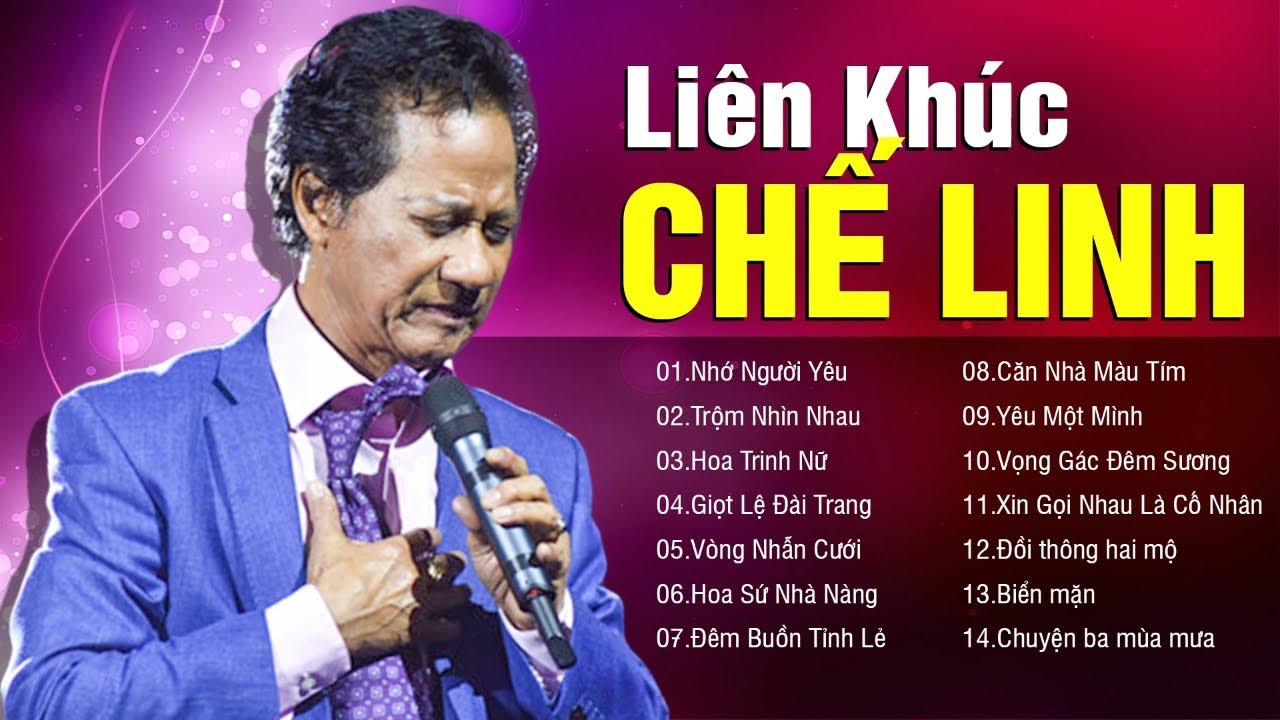 Liên Khúc
CHẾ LINH
01.Nhớ Người Yêu
02.Trộm Nhìn Nhau
03.Hoa Trinh Nữ
04.Giọt Lệ Đài Trang
05.Vòng Nhẫn Cưới
06.Hoa Sứ Nhà Nàng
07.Đêm Buồn Tỉnh Lẻ
08.Căn Nhà Màu Tím
09.Yêu Một Mình
10.Vọng Gác Đêm Sương
11.Xin Gọi Nhau Là Cố Nhân
12.Đồi thông hai mộ
13.Biển mặn
14.Chuyện ba mùa mưa